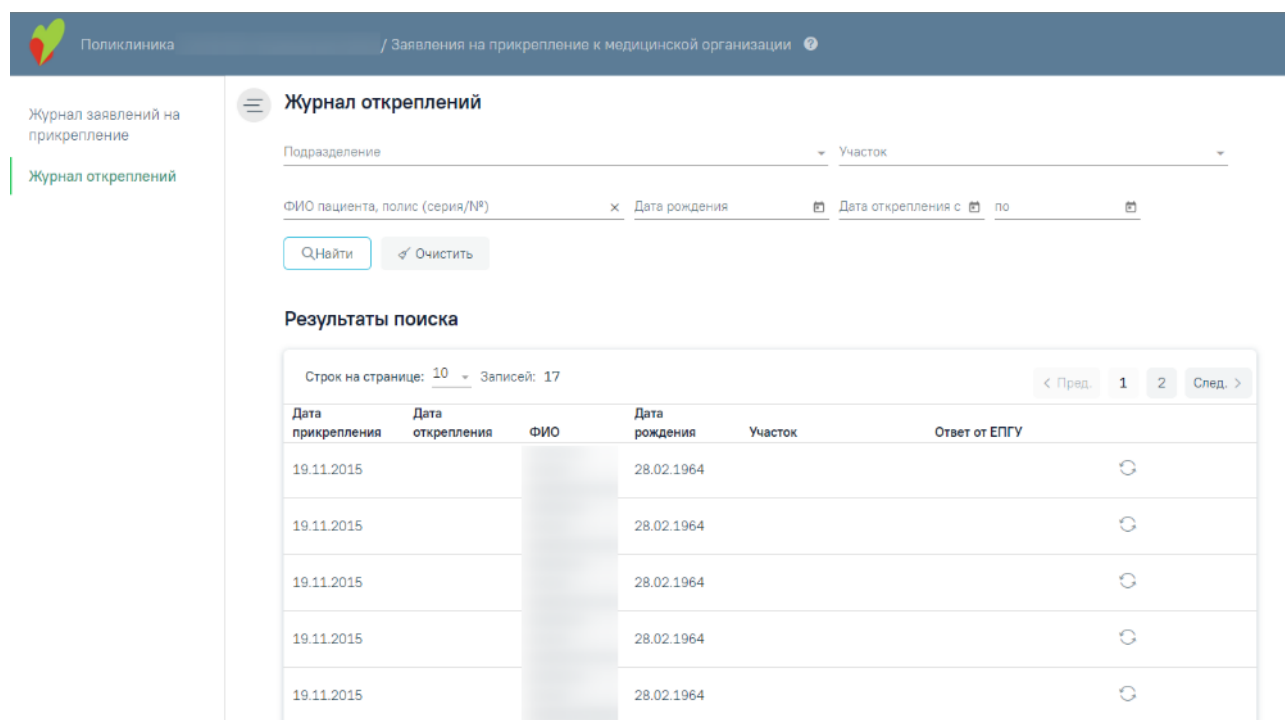 Поликлиника / Заявления на прикрепление к медицинской организации ?
Журнал заявлений на
прикрепление
Журнал откреплений
Журнал откреплений
Подразделение Участок
ФИО пациента, полис (серия/№) Дата рождения Дата открепления с по
Найти Очистить
Результаты поиска
Строк на странице: 10 Записей: 17 < Пред. 1 2 След. >
Дата прикрепления Дата открепления ФИО Дата рождения Участок Ответ от ЕПГУ
19.11.2015 28.02.1964
19.11.2015 28.02.1964
19.11.2015 28.02.1964
19.11.2015 28.02.1964
19.11.2015 28.02.1964